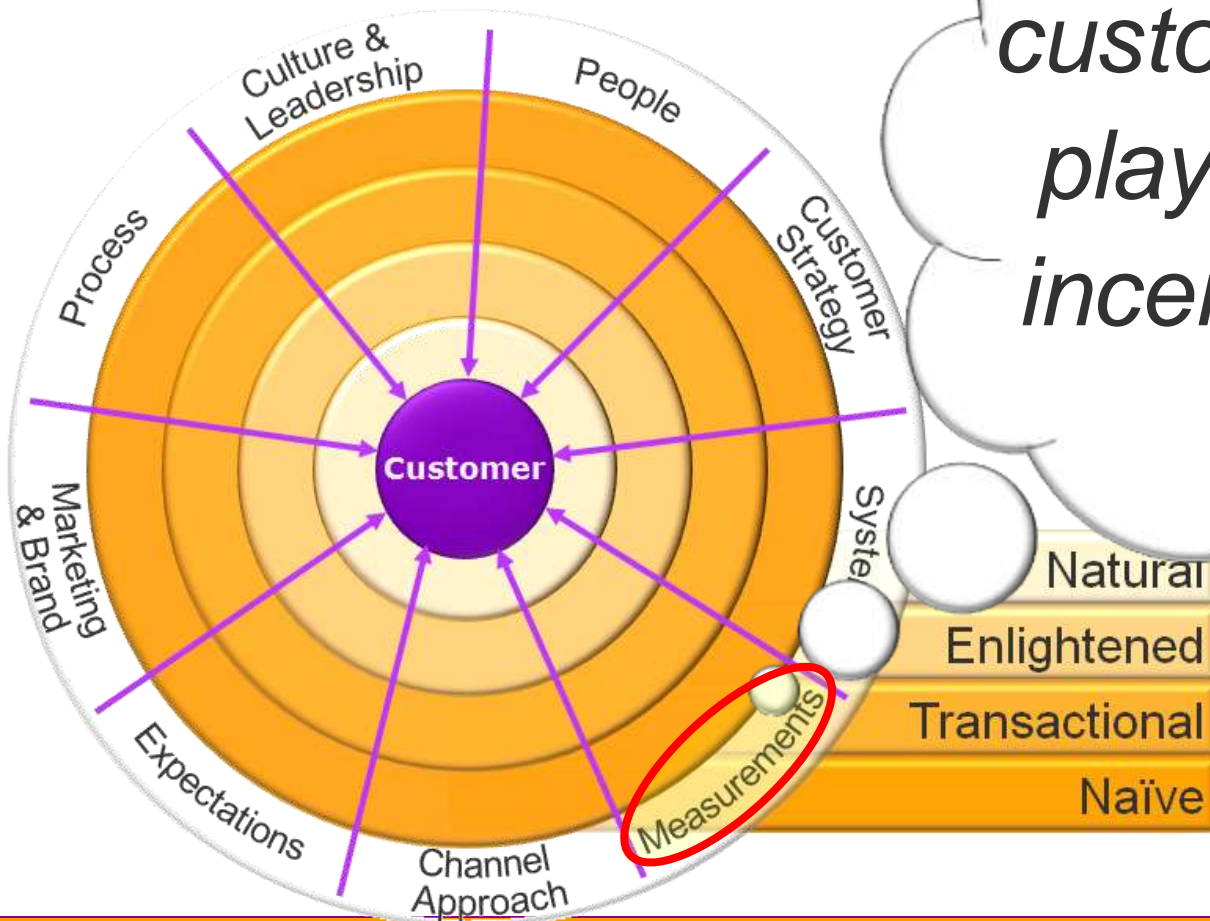 Culture &
Leadership
People
Customer
Strategy
Process
Customer
Marketing
& Brand
Expectations
Channel
Approach
Measurements
Natural
Enlightened
Transactional
Naïve